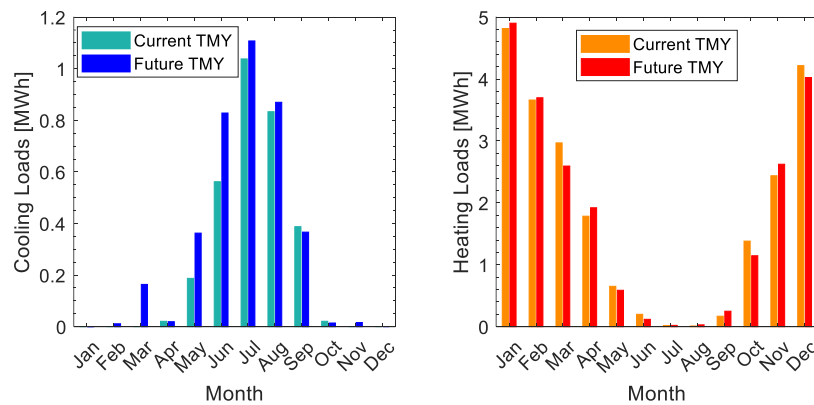 Cooling Loads [MWh]
1.2
1
0.8
0.6
0.4
0.2
0
Current TMY
Future TMY
Jan Feb Mar Apr May Jun Jul Aug Sep Oct Nov Dec
Month
Heating Loads [MWh]
5
4
3
2
1
0
Current TMY
Future TMY
Jan Feb Mar Apr May Jun Jul Aug Sep Oct Nov Dec
Month